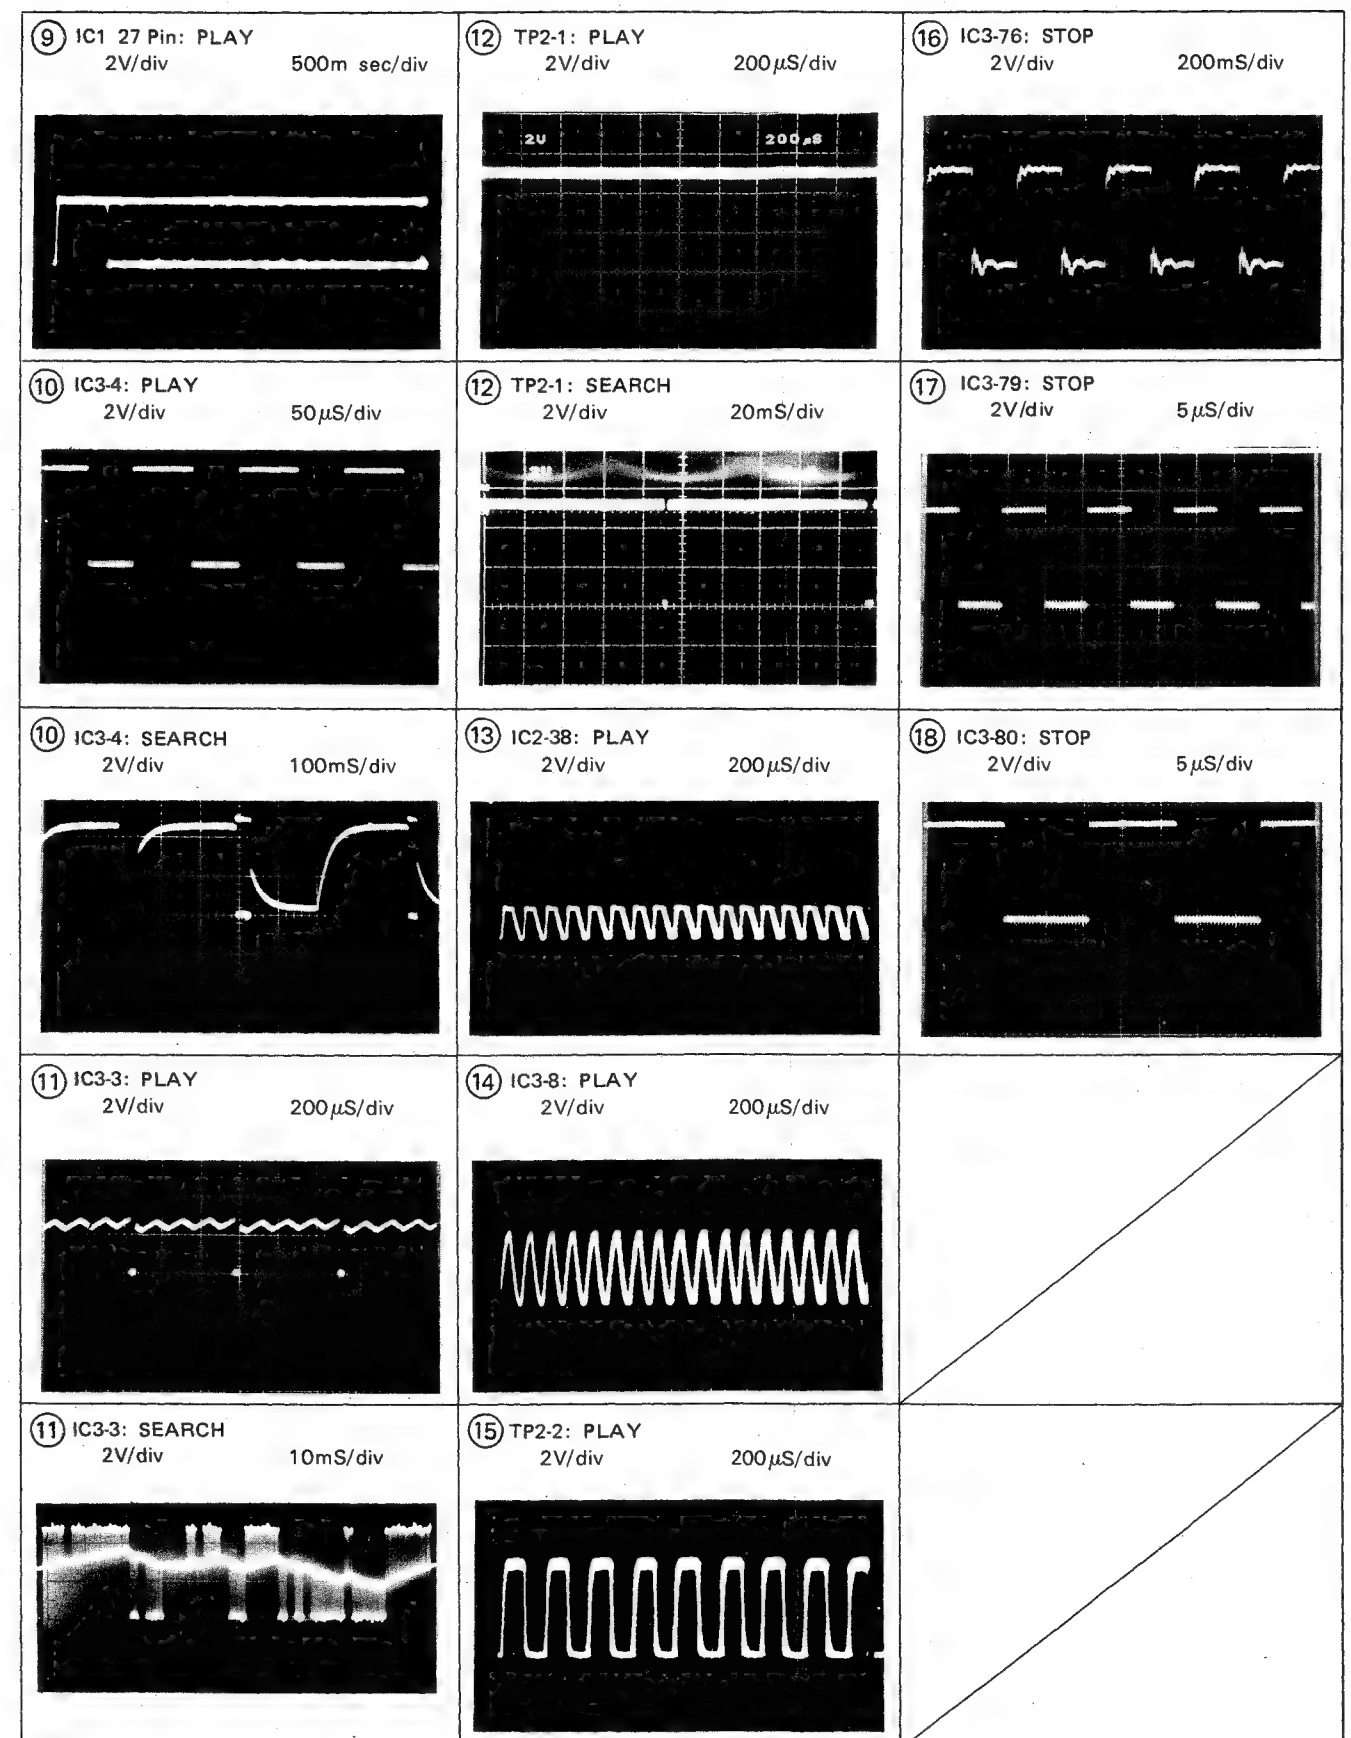 9 IC1 27 Pin: PLAY
2V/div 500m sec/div
10 IC3-4: PLAY
2V/div 50μS/div
10 IC3-4: SEARCH
2V/div 100mS/div
11 IC3-3: PLAY
2V/div 200μS/div
11 IC3-3: SEARCH
2V/div 10mS/div
12 TP2-1: PLAY
2V/div 200μS/div
2V 200μS
12 TP2-1: SEARCH
2V/div 20mS/div
13 IC2-38: PLAY
2V/div 200μS/div
14 IC3-8: PLAY
2V/div 200μS/div
15 TP2-2: PLAY
2V/div 200μS/div
16 IC3-76: STOP
2V/div 200mS/div
17 IC3-79: STOP
2V/div 5μS/div
18 IC3-80: STOP
2V/div 5μS/div